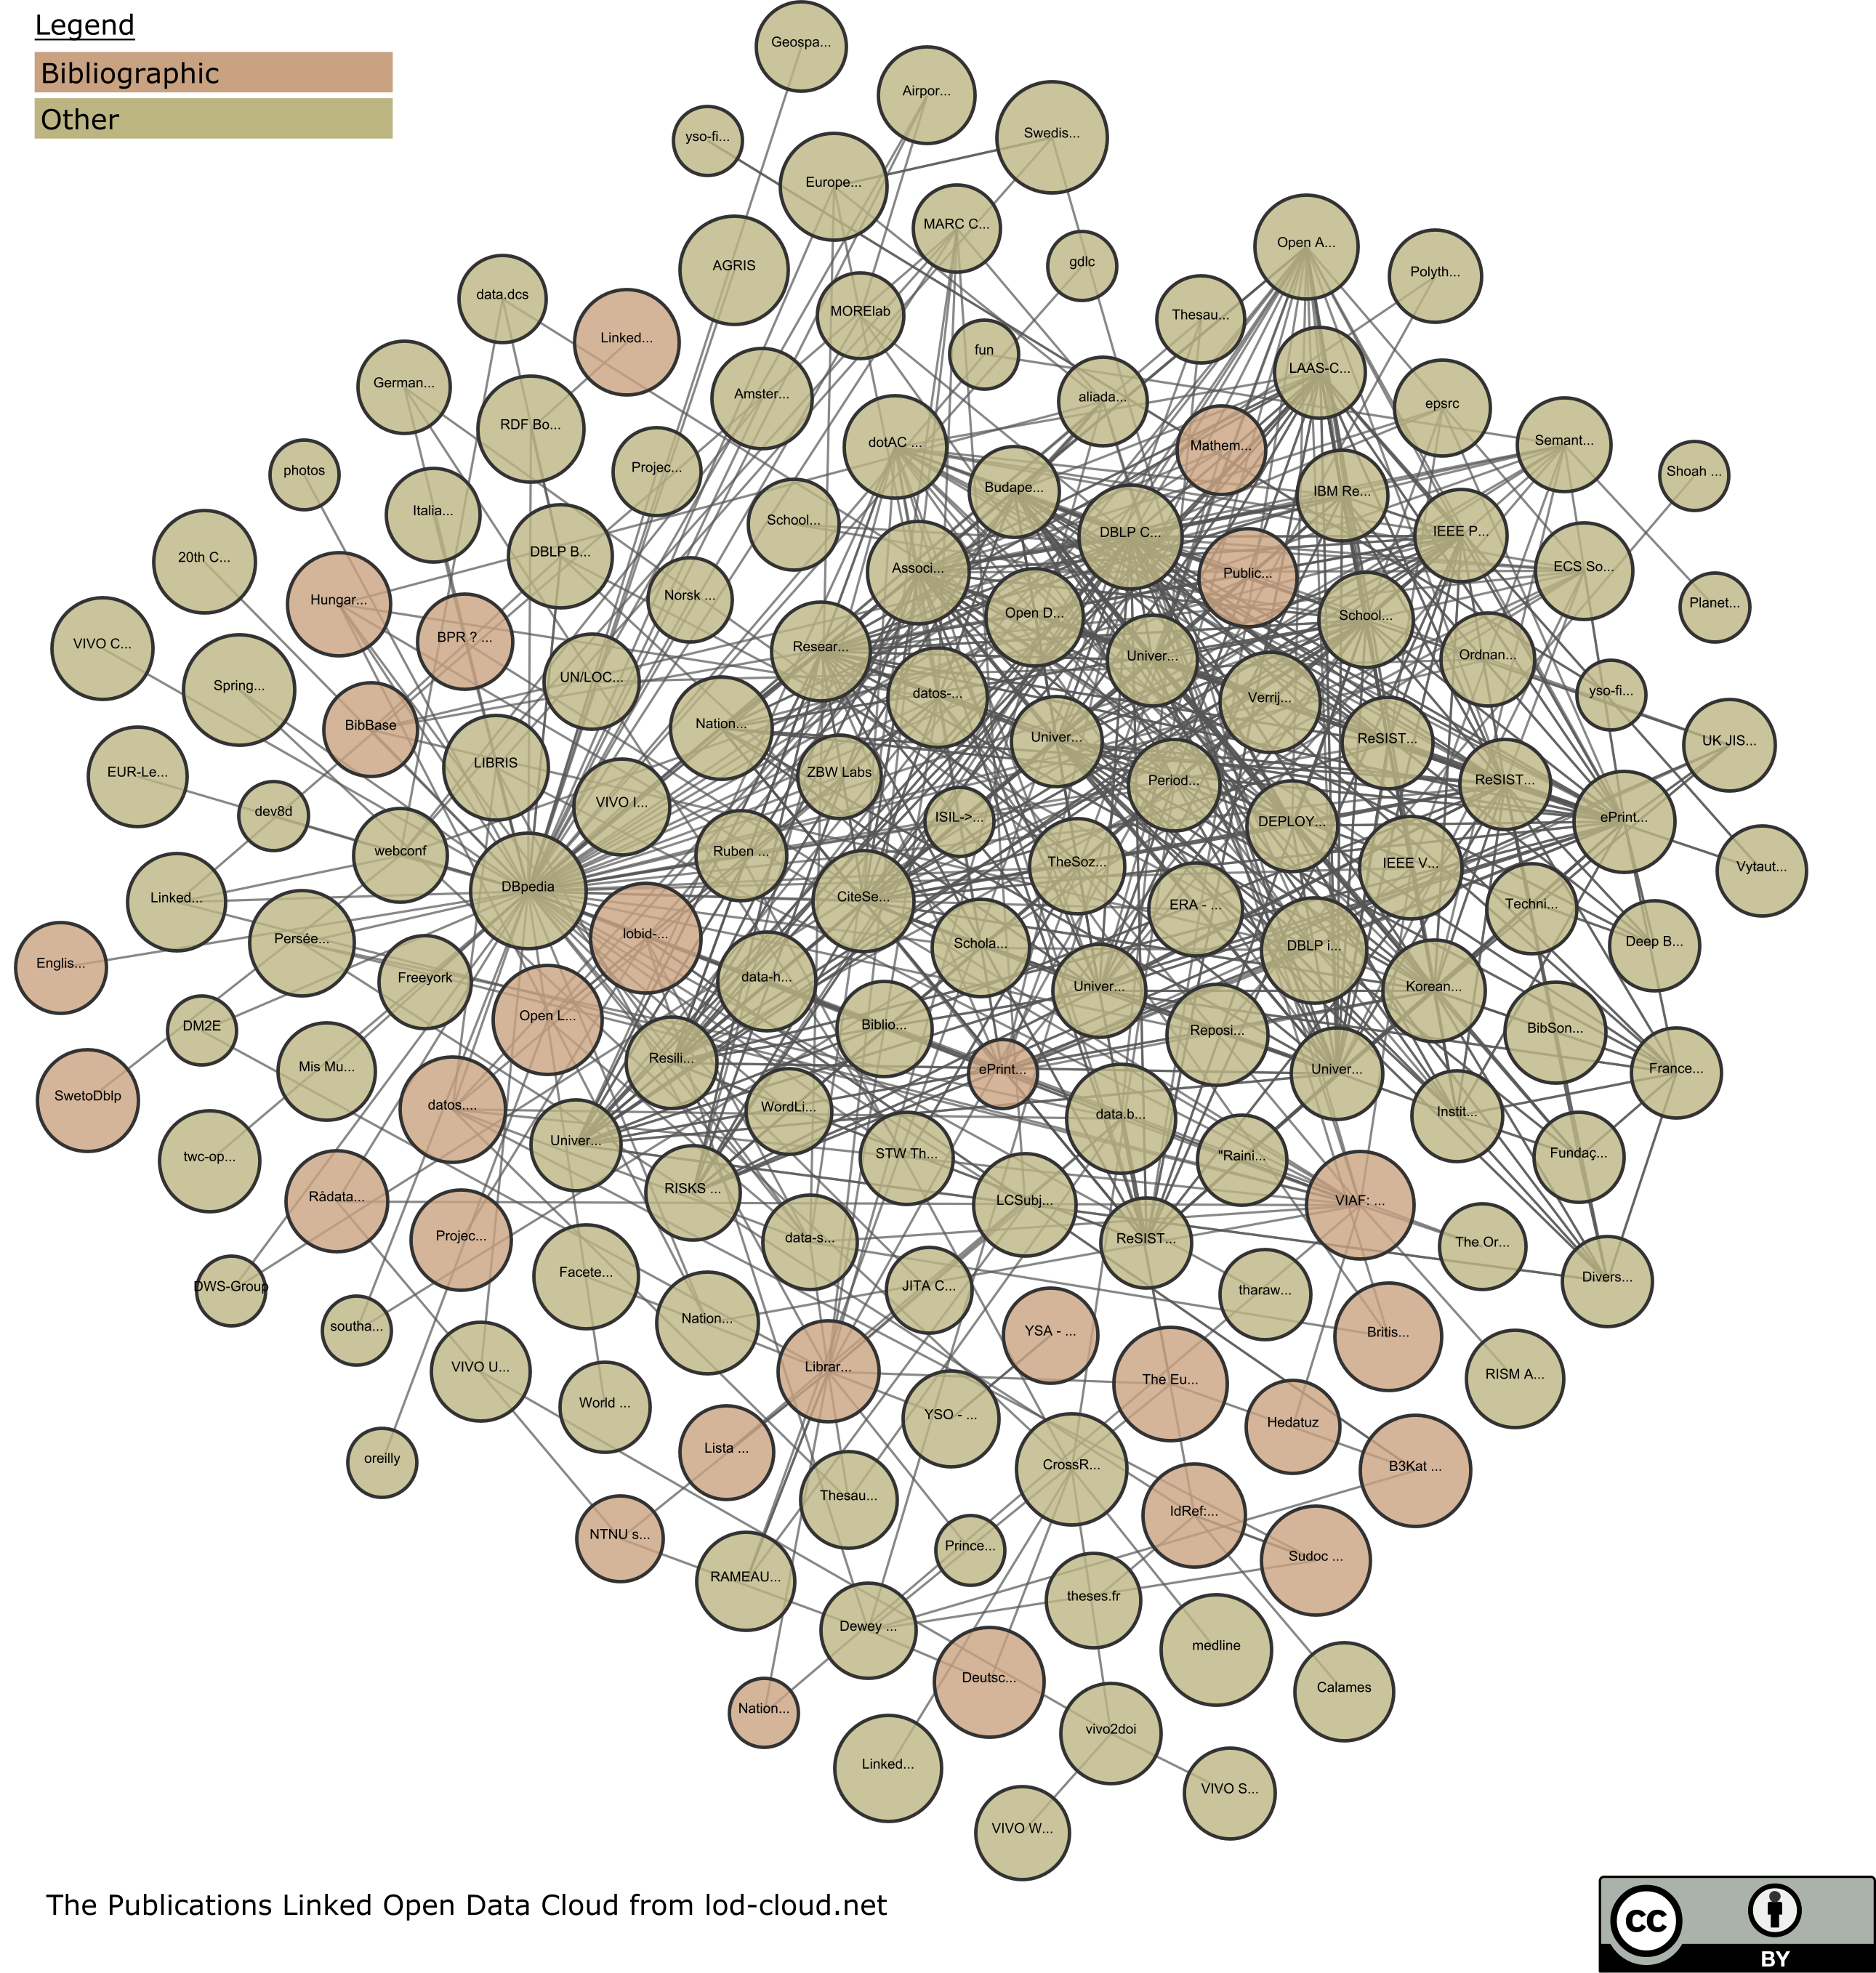 Legend
Bibliographic
Other
Geospa...
Airpor...
Swedis...
yso-fi...
Europe...
MARC C...
Open A...
gdlc
AGRIS
Polyth...
data.dcs
MORElab
Thesau...
Linked...
fun
LAAS-C...
German...
Amster...
aliada...
epsrc
RDF Bo...
dotAC ...
Mathem...
Semant...
photos
Projec...
Shoah ...
Budape...
IBM Re...
Italia...
School...
DBLP C...
IEEE P...
20th C...
DBLP B...
Associ...
Public...
ECS So...
Hungar...
Norsk ...
Planet...
Open D...
School...
BPR ? ...
VIVO C...
Resear...
Univer...
Ordnan...
UN/LOC...
Spring...
datos-...
Verrij...
yso-fi...
BibBase
Nation...
Univer...
ReSIST...
UK JIS...
LIBRIS
EUR-Le...
ZBW Labs
Period...
ReSIST...
dev8d
VIVO I...
ISIL->...
DEPLOY...
ePrint...
webconf
Ruben ...
TheSoz...
IEEE V...
Vytaut...
DBpedia
Linked...
CiteSe...
ERA - ...
Techni...
Persée...
lobid-...
Schola...
DBLP i...
Deep B...
Englis...
Freeyork
data-h...
Univer...
Korean...
DM2E
Open L...
Biblio...
Reposi...
BibSon...
Mis Mu...
Resili...
ePrint...
Univer...
France...
SwetoDblp
datos....
WordLi...
data.b...
Instit...
twc-op...
Univer...
STW Th...
"Raini...
Fundaç...
Rådata...
RISKS ...
LCSubj...
VIAF: ...
Projec...
data-s...
ReSIST...
The Or...
DWS-Group
Facete...
JITA C...
tharaw...
Divers...
southa...
Nation...
YSA - ...
Britis...
VIVO U...
Librar...
The Eu...
RISM A...
World ...
YSO - ...
Hedatuz
oreilly
Lista ...
CrossR...
B3Kat ...
Thesau...
IdRef:...
NTNU s...
Prince...
Sudoc ...
RAMEAU...
theses.fr
Dewey ...
medline
Deutsc...
Calames
Nation...
vivo2doi
Linked...
VIVO S...
VIVO W...
The Publications Linked Open Data Cloud from lod-cloud.net
cc
BY